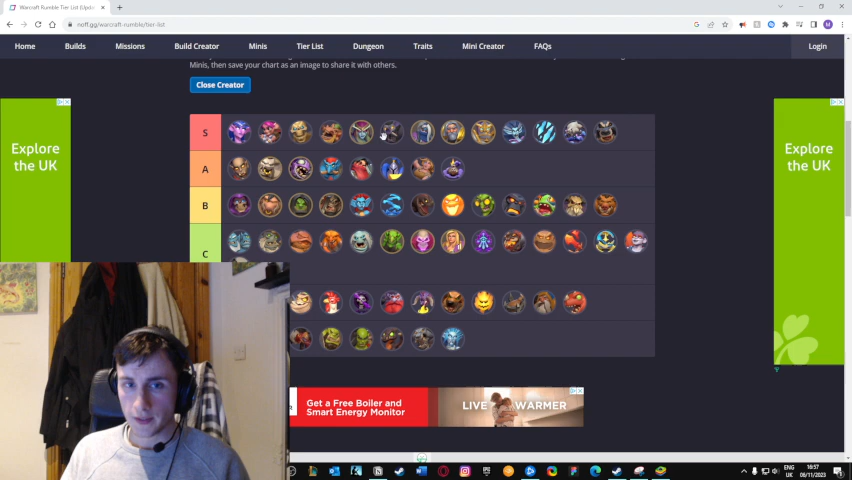 Warcraft Rumble Tier List (Upda
noff.gg/warcraft-rumble/tier-list
Home Builds Missions Build Creator Minis Tier List Dungeon Traits Mini Creator FAQs Login
Minis, then save your chart as an image to share it with others.
Close Creator
Explore
the UK
Explore
the UK
S
A
B
C
Get a Free Boiler and
Smart Energy Monitor
LIVE WARMER
ENG
UK
18:57
08/11/2023